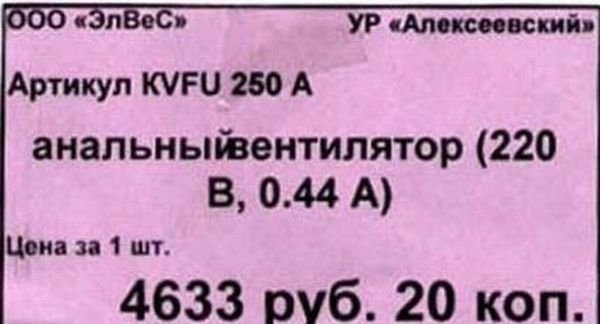 ООО «ЭлВеС» УР «Алексеевский»
Артикул KVFU 250 А
анальныйвентилятор (220
В, 0.44 А)
Цена за 1 шт.
4633 руб. 20 коп.